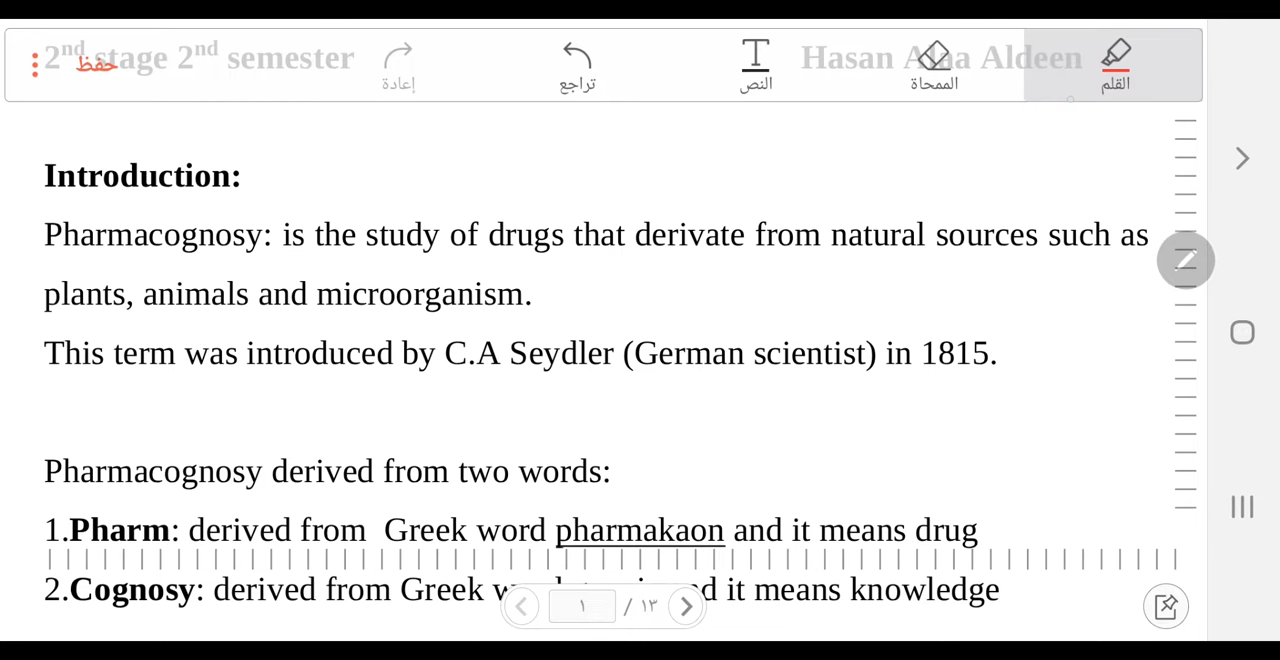 2nd stage 2nd semester Hasan Alaa Aldeen
حفظ إعادة تراجع النص الممحاة القلم
Introduction:
Pharmacognosy: is the study of drugs that derivate from natural sources such as
plants, animals and microorganism.
This term was introduced by C.A Seydler (German scientist) in 1815.
Pharmacognosy derived from two words:
1.Pharm: derived from Greek word pharmakaon and it means drug
2.Cognosy: derived from Greek it means knowledge
١ / ١٣